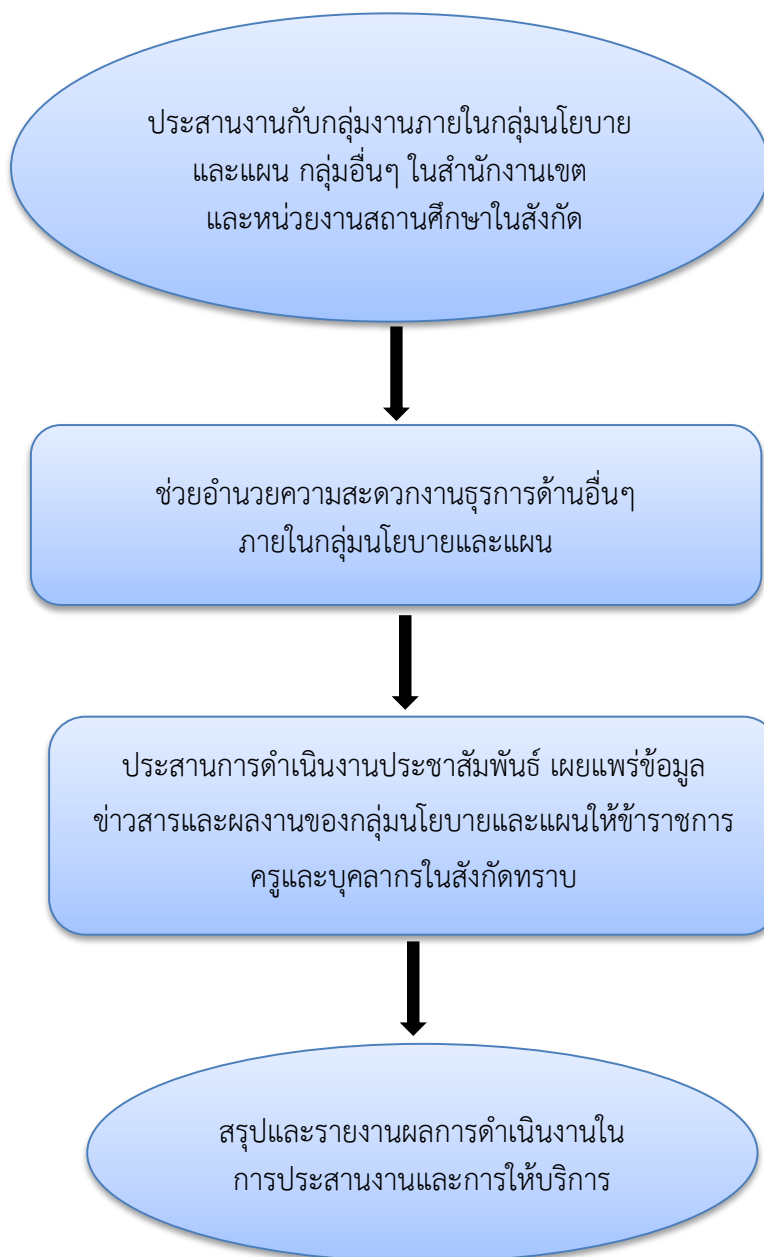 ประสานงานกับกลุ่มงานภายในกลุ่มนโยบาย
และแผน กลุ่มอื่นๆ ในสำนักงานเขต
และหน่วยงานสถานศึกษาในสังกัด
ช่วยอำนวยความสะดวกงานธุรการด้านอื่นๆ
ภายในกลุ่มนโยบายและแผน
ประสานการดำเนินงานประชาสัมพันธ์ เผยแพร่ข้อมูล
ข่าวสารและผลงานของกลุ่มนโยบายและแผนให้ข้าราชการ
ครูและบุคลากรในสังกัดทราบ
สรุปและรายงานผลการดำเนินงานใน
การประสานงานและการให้บริการ